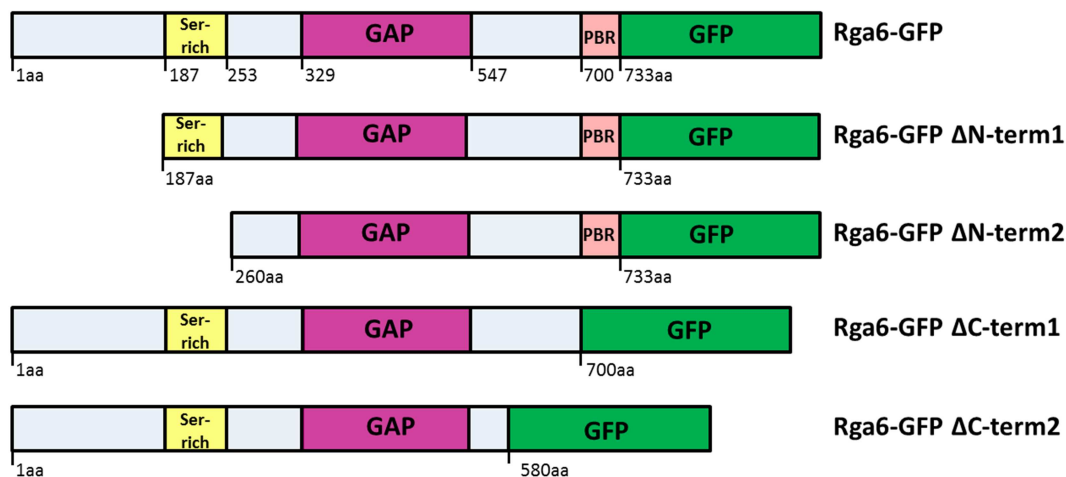 Ser-
rich
GAP
PBR
GFP
Rga6-GFP
1aa
187
253
329
547
700
733aa
Ser-
rich
GAP
PBR
GFP
Rga6-GFP ΔN-term1
187aa
733aa
GAP
PBR
GFP
Rga6-GFP ΔN-term2
260aa
733aa
Ser-
rich
GAP
GFP
Rga6-GFP ΔC-term1
1aa
700aa
Ser-
rich
GAP
GFP
Rga6-GFP ΔC-term2
1aa
580aa